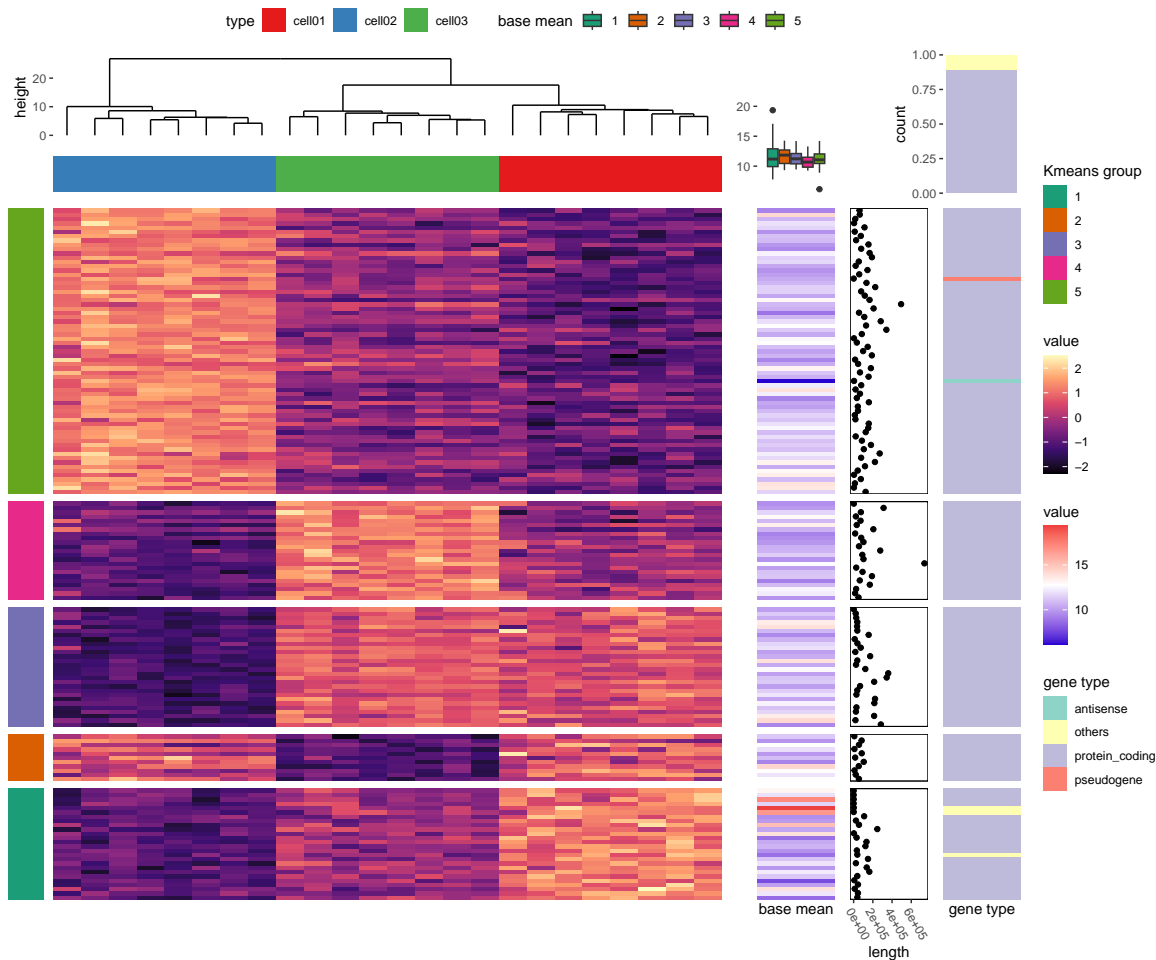 type cell01 cell02 cell03 base mean 1 2 3 4 5
height
20
10
0
20
15
10
count
1.00
0.75
0.50
0.25
0.00
Kmeans group
1
2
3
4
5
value
2
1
0
−1
−2
value
15
10
gene type
antisense
others
protein_coding
pseudogene
base mean
0e+00 2e+05 4e+05 6e+05
length
gene type